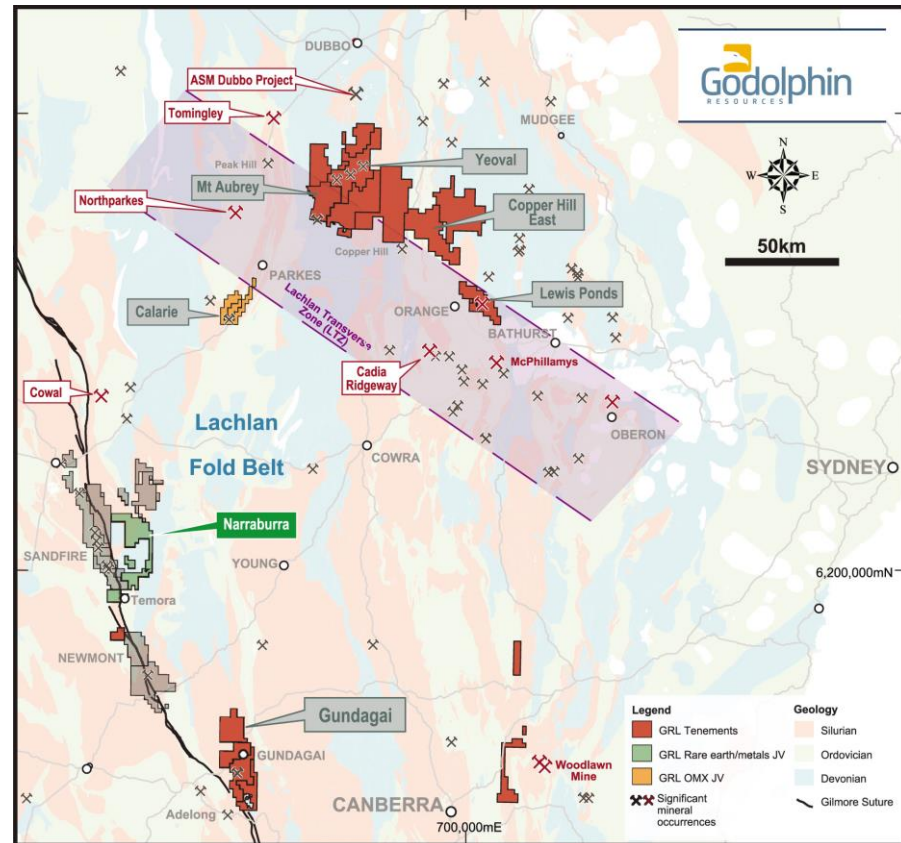 DUBBO
ASM Dubbo Project
Godolphin
RESOURCES
Tomingley
MUDGEE
Peak Hill
Yeoval
Mt Aubrey
N
W
E
S
Northparkes
Copper Hill
East
Copper Hill
50km
PARKES
Lachlan Transverse
Zone (LTZ)
Lewis Ponds
ORANGE
Calarie
BATHURST
McPhillamys
Cadia
Ridgeway
Cowal
OBERON
Lachlan
Fold Belt
COWRA
SYDNEY
Narraburra
SANDFIRE
YOUNG
6,200,000mN
Temora
NEWMONT
Gundagai
GUNDAGAI
Woodlawn
Mine
CANBERRA
Adelong
700,000mE
Legend
GRL Tenements
GRL Rare earth/metals JV
GRL OMX JV
Significant
mineral
occurrences
Geology
Silurian
Ordovician
Devonian
Gilmore Suture